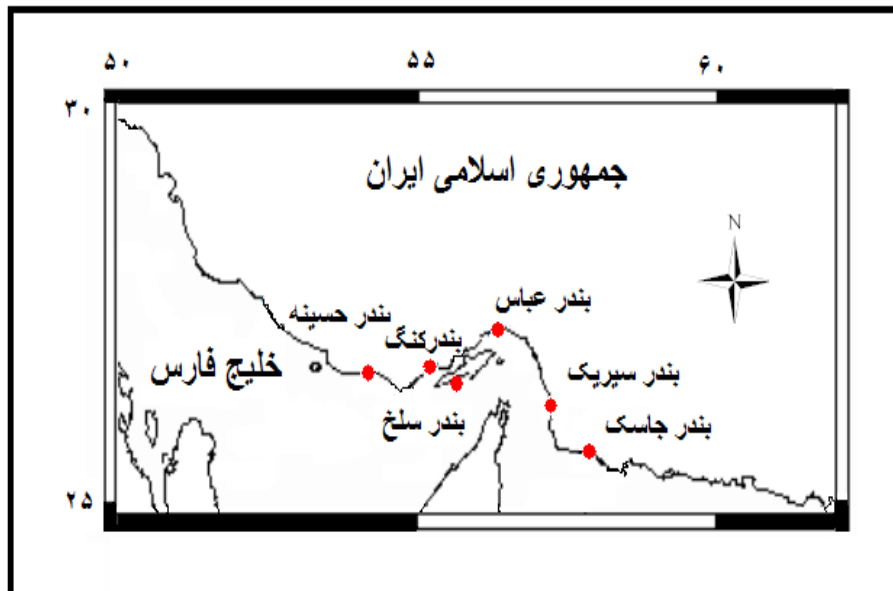 ۵۰ ۵۵ ۶۰
۳۰
جمهوری اسلامی ایران
N
بندر عباس
بندر حسینه
بندرکنگ
خلیج فارس
بندر سیریک
بندر سلخ
بندر جاسک
۲۵